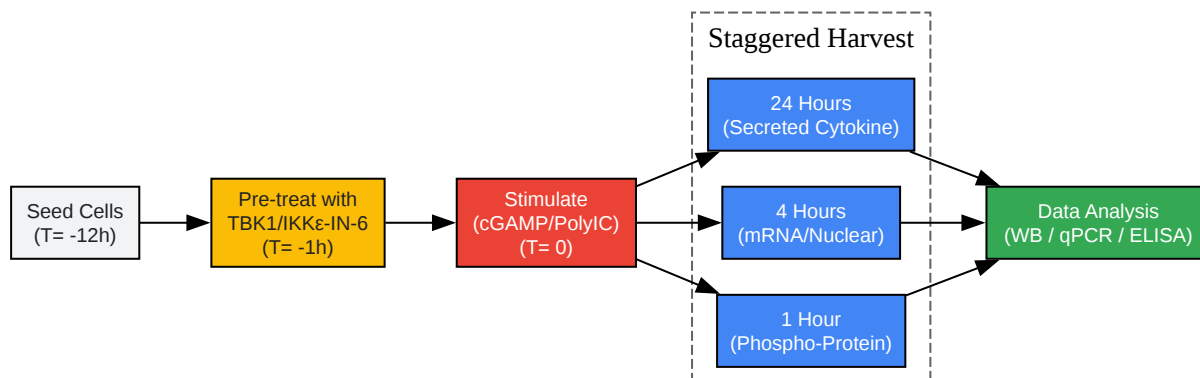 Seed Cells
(T= -12h)
Pre-treat with
TBK1/IKKε-IN-6
(T= -1h)
Stimulate
(cGAMP/PolyIC)
(T= 0)
Staggered Harvest
24 Hours
(Secreted Cytokine)
4 Hours
(mRNA/Nuclear)
1 Hour
(Phospho-Protein)
Data Analysis
(WB / qPCR / ELISA)